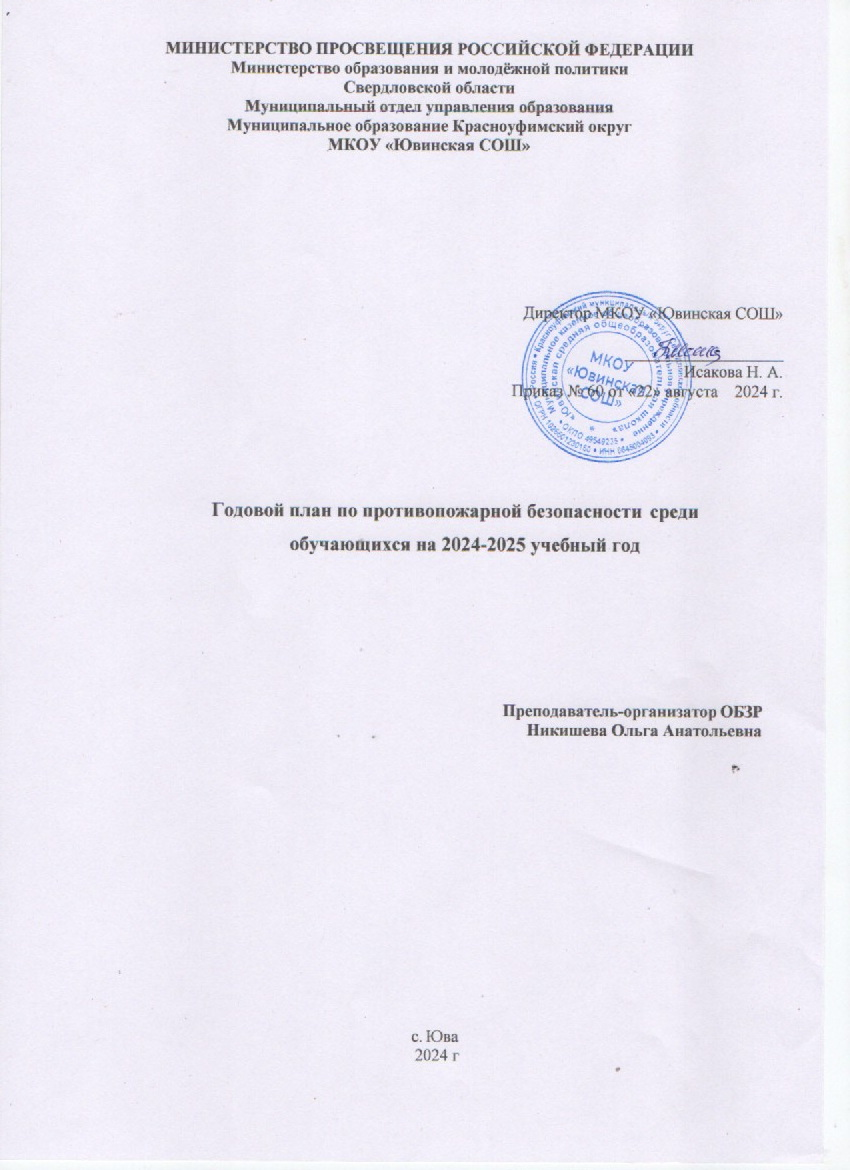 МИНИСТЕРСТВО ПРОСВЕЩЕНИЯ РОССИЙСКОЙ ФЕДЕРАЦИИ
Министерство образования и молодёжной политики
Свердловской области
Муниципальный отдел управления образования
Муниципальное образование Красноуфимский округ
МКОУ «Ювинская СОШ»
Директор МКОУ «Ювинская СОШ»
Исакова Н. А.
Приказ № 60 от «22» августа 2024 г.
МКОУ
«Ювинская
СОШ»
Годовой план по противопожарной безопасности среди
обучающихся на 2024-2025 учебный год
Преподаватель-организатор ОБЗР
Никишева Ольга Анатольевна
с. Юва
2024 г